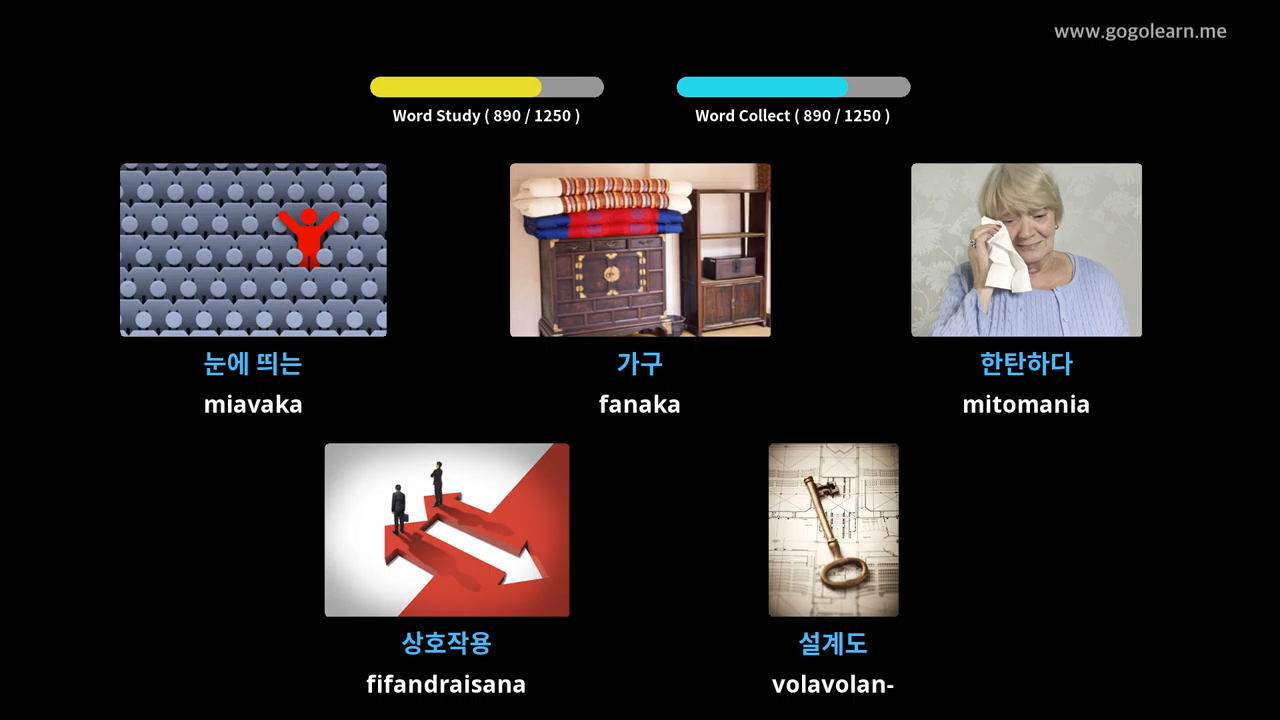 www.gogolearn.me
Word Study ( 890 / 1250 )
Word Collect ( 890 / 1250 )
눈에 띄는
miavaka
가구
fanaka
한탄하다
mitomania
상호작용
fifandraisana
설계도
volavolan-